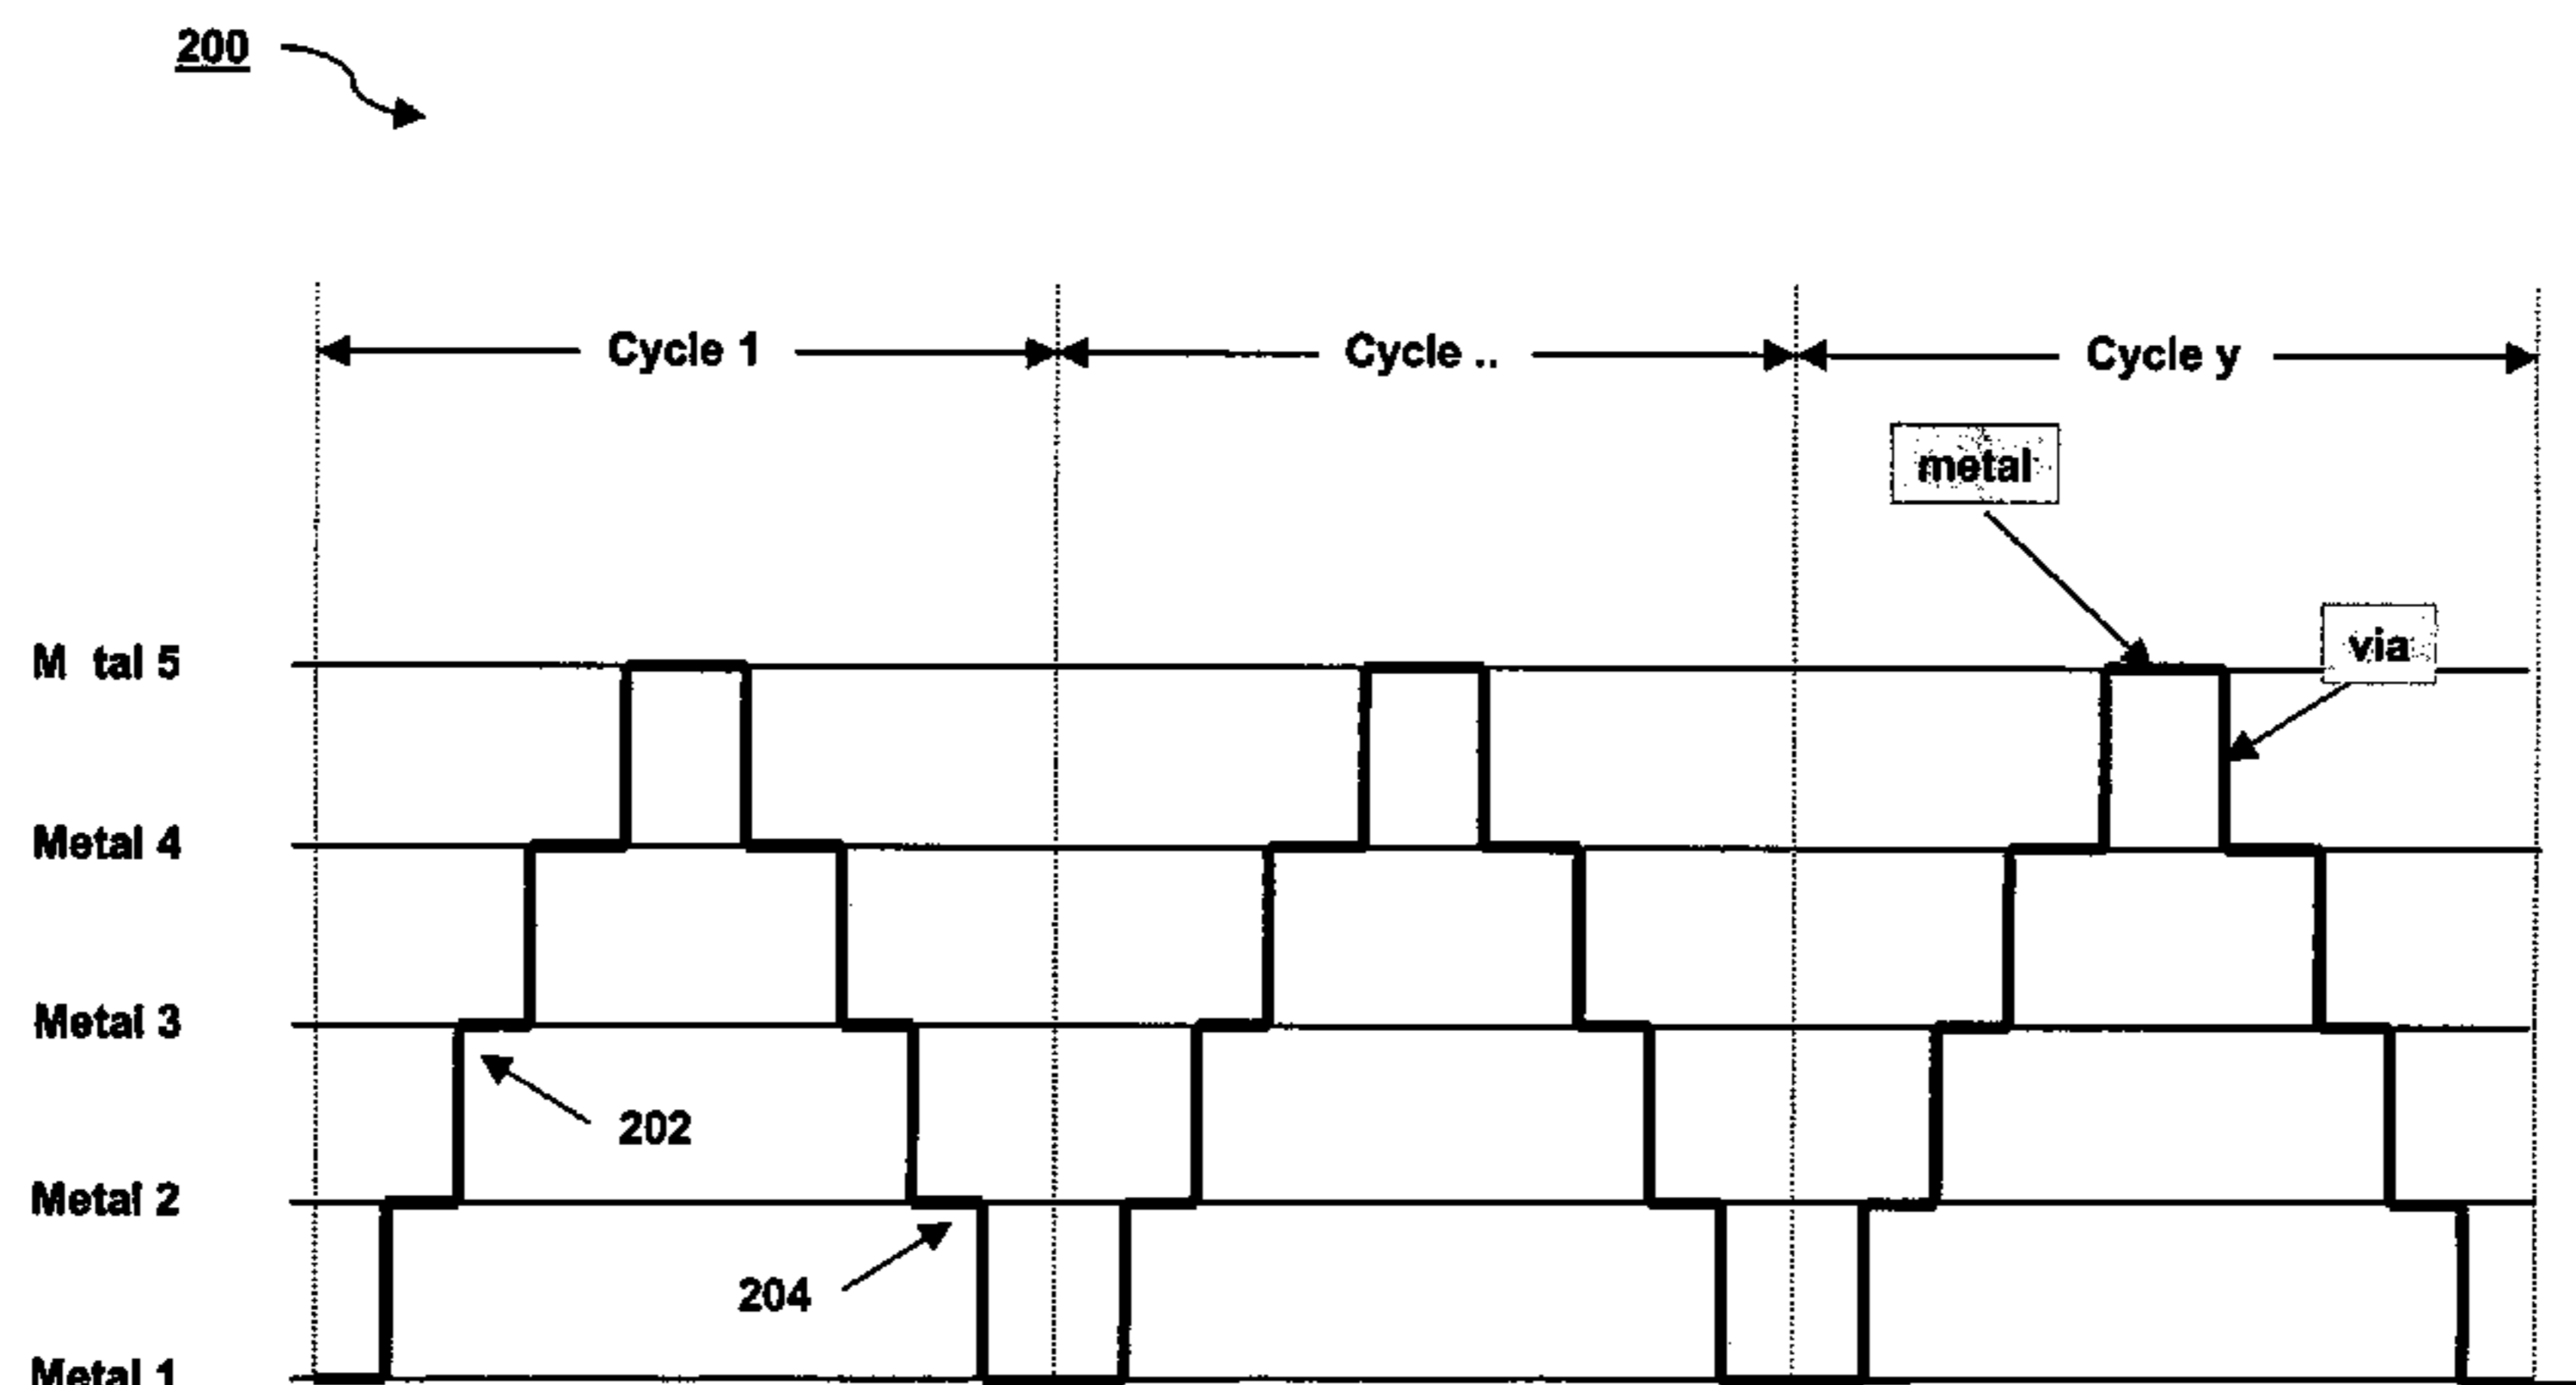 200
Cycle 1
Cycle ..
Cycle y
metal
via
M tal 5
Metal 4
Metal 3
202
Metal 2
204
Metal 1